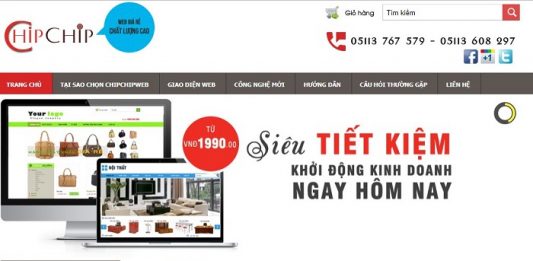 CHIPCHIP
WEB GIÁ RẺ
CHẤT LƯỢNG CAO
Giỏ hàng
Tìm kiếm
05113 767 579 - 05113 608 297
f +1 t
TRANG CHỦ TẠI SAO CHỌN CHIPCHIPWEB GIAO DIỆN WEB CÔNG NGHỆ MỚI HƯỚNG DẪN CÂU HỎI THƯỜNG GẶP LIÊN HỆ
Your logo
NỘI THẤT
TỪ
VNĐ1990.00
Siêu TIẾT KIỆM
KHỞI ĐỘNG KINH DOANH
NGAY HÔM NAY